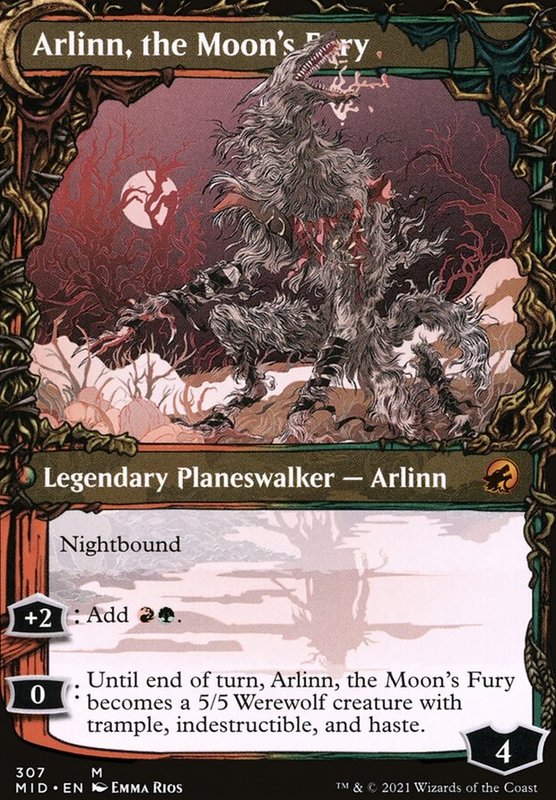 Arlinn, the Moon's Fury
Legendary Planeswalker — Arlinn
Nightbound
+2 : Add.
0 : Until end of turn, Arlinn, the Moon's Fury
becomes a 5/5 Werewolf creature with
trample, indestructible, and haste.
4
307 M
MID • EN Emma Rios
™ & © 2021 Wizards of the Coast